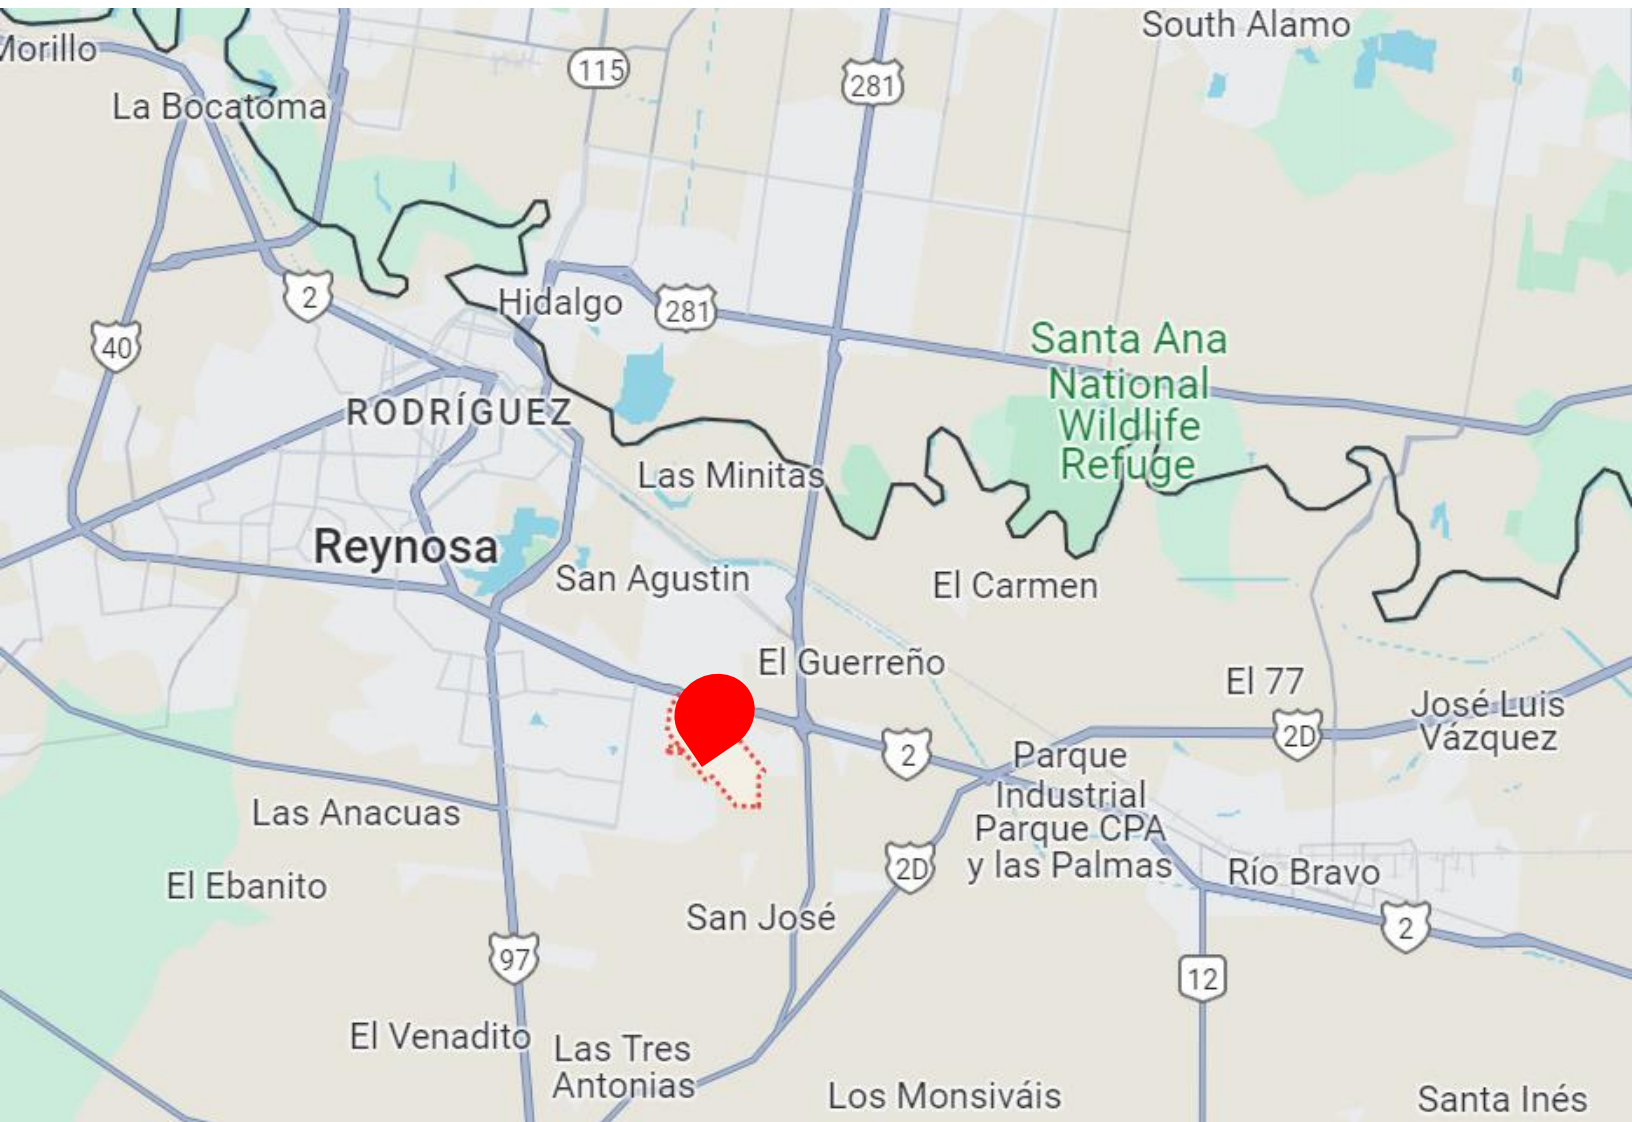 South Alamo
Morillo
115
281
La Bocatoma
2
Hidalgo
281
40
Santa Ana
National
Wildlife
Refuge
RODRÍGUEZ
Las Minitas
Reynosa
San Agustin
El Carmen
El Guerreño
El 77
José Luis
Vázquez
2D
2
Parque
Industrial
Parque CPA
y las Palmas
Las Anacuas
2D
Río Bravo
El Ebanito
San José
2
97
12
El Venadito
Las Tres
Antonias
Los Monsiváis
Santa Inés